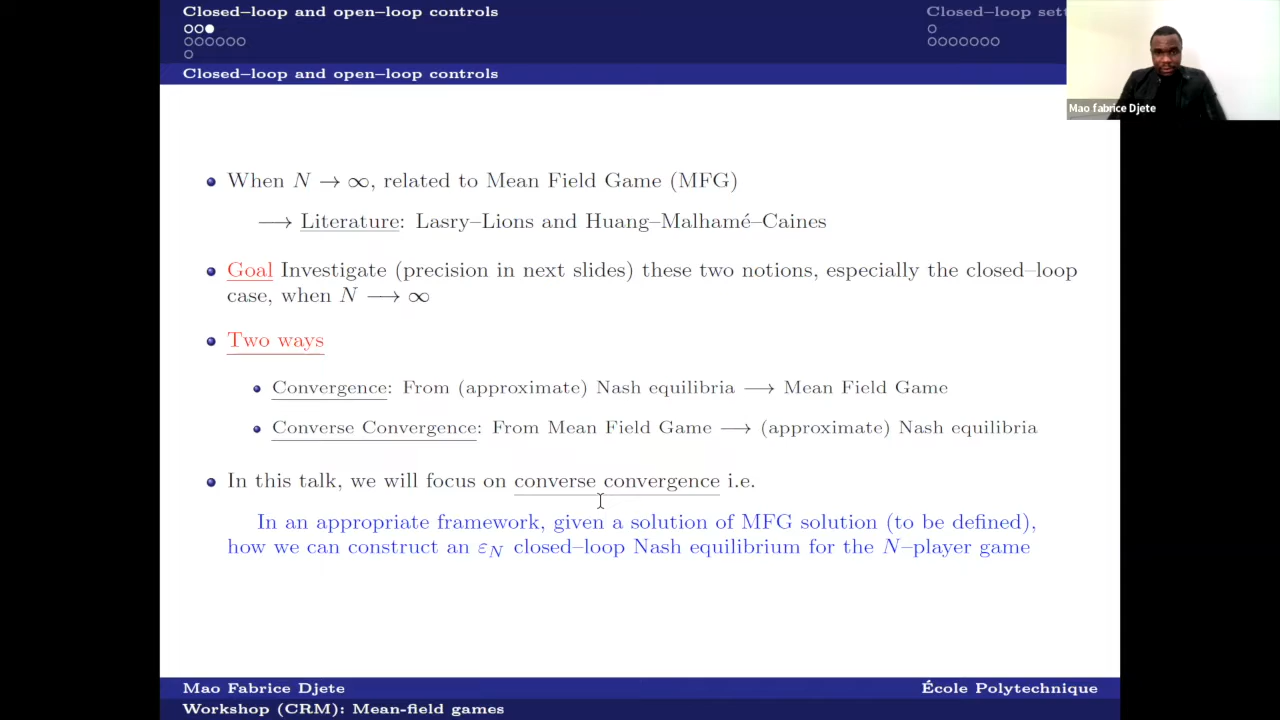 Closed–loop and open–loop controls
Closed–loop set
Mao fabrice Djete
Closed–loop and open–loop controls
When N → ∞, related to Mean Field Game (MFG)
⟶ Literature: Lasry–Lions and Huang–Malhamé–Caines
Goal Investigate (precision in next slides) these two notions, especially the closed–loop
case, when N ⟶ ∞
Two ways
Convergence: From (approximate) Nash equilibria ⟶ Mean Field Game
Converse Convergence: From Mean Field Game ⟶ (approximate) Nash equilibria
In this talk, we will focus on converse convergence i.e.
In an appropriate framework, given a solution of MFG solution (to be defined),
how we can construct an ε_N closed–loop Nash equilibrium for the N–player game
Mao Fabrice Djete
École Polytechnique
Workshop (CRM): Mean-field games